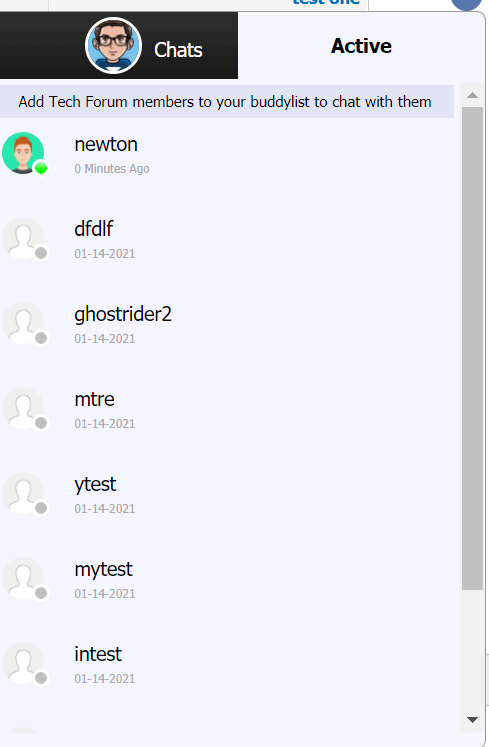 test one
Chats
Active
Add Tech Forum members to your buddylist to chat with them
newton
0 Minutes Ago
dfdlf
01-14-2021
ghostrider2
01-14-2021
mtre
01-14-2021
ytest
01-14-2021
mytest
01-14-2021
intest
01-14-2021